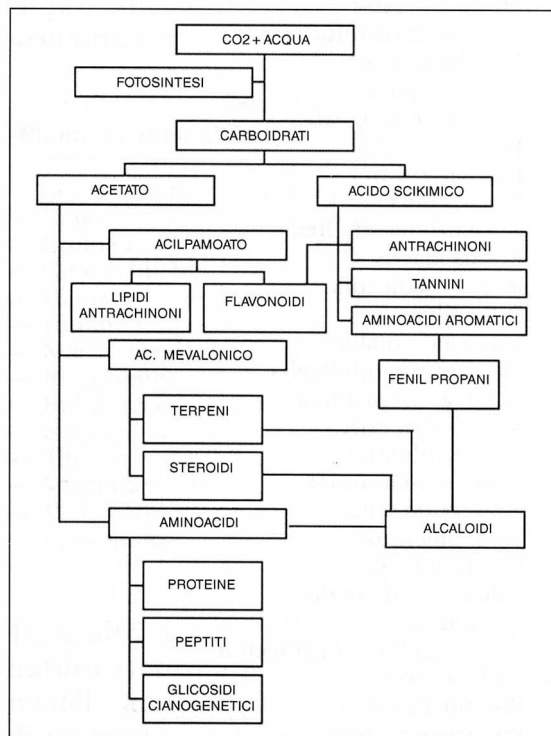 CO2 + ACQUA
FOTOSINTESI
CARBOIDRATI
ACETATO
ACIDO SCIKIMICO
ACILPAMOATO
ANTRACHINONI
LIPIDI
ANTRACHINONI
FLAVONOIDI
TANNINI
AMINOACIDI AROMATICI
AC. MEVALONICO
FENIL PROPANI
TERPENI
STEROIDI
AMINOACIDI
ALCALOIDI
PROTEINE
PEPTITI
GLICOSIDI
CIANOGENETICI